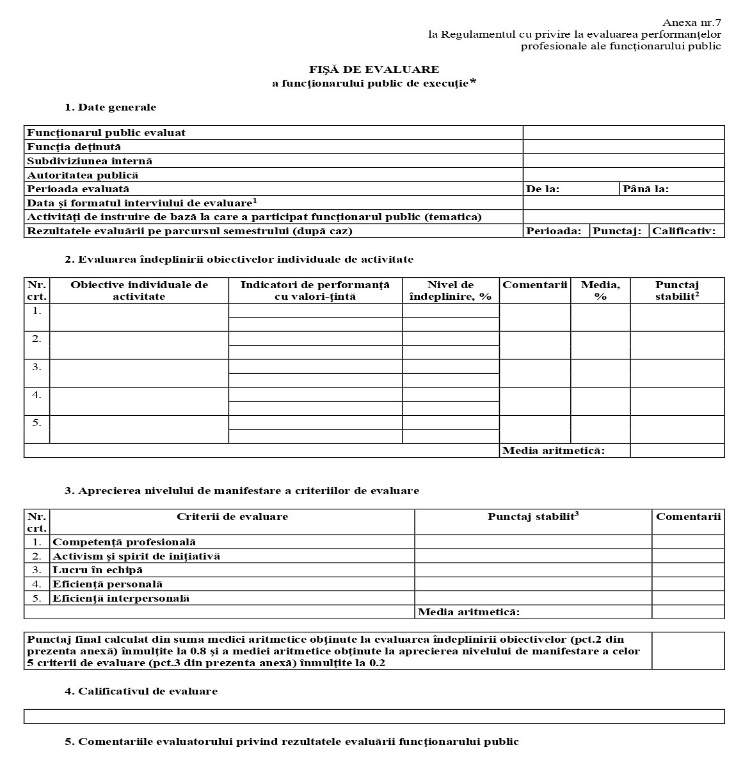 Anexa nr.7
la Regulamentul cu privire la evaluarea performanțelor
profesionale ale funcționarului public
FIȘĂ DE EVALUARE
a funcționarului public de execuție*
1. Date generale
Funcționarul public evaluat
Funcția deținută
Subdiviziunea internă
Autoritatea publică
Perioada evaluată De la: Până la:
Data și formatul interviului de evaluare¹
Activități de instruire de bază la care a participat funcționarul public (tematica)
Rezultatele evaluării pe parcursul semestrului (după caz) Perioada: Punctaj: Calificativ:
2. Evaluarea îndeplinirii obiectivelor individuale de activitate
Nr. Obiective individuale de Indicatori de performanță Nivel de Comentarii Media, Punctaj
crt. activitate cu valori-țintă îndeplinire, % % stabilit²
1.
2.
3.
4.
5.
Media aritmetică:
3. Aprecierea nivelului de manifestare a criteriilor de evaluare
Nr. Criterii de evaluare Punctaj stabilit³ Comentarii
crt.
1. Competență profesională
2. Activism și spirit de inițiativă
3. Lucru în echipă
4. Eficiență personală
5. Eficiență interpersonală
Media aritmetică:
Punctaj final calculat din suma mediei aritmetice obținute la evaluarea îndeplinirii obiectivelor (pct.2 din
prezenta anexă) înmulțite la 0.8 și a mediei aritmetice obținute la aprecierea nivelului de manifestare a celor
5 criterii de evaluare (pct.3 din prezenta anexă) înmulțite la 0.2
4. Calificativul de evaluare
5. Comentariile evaluatorului privind rezultatele evaluării funcționarului public